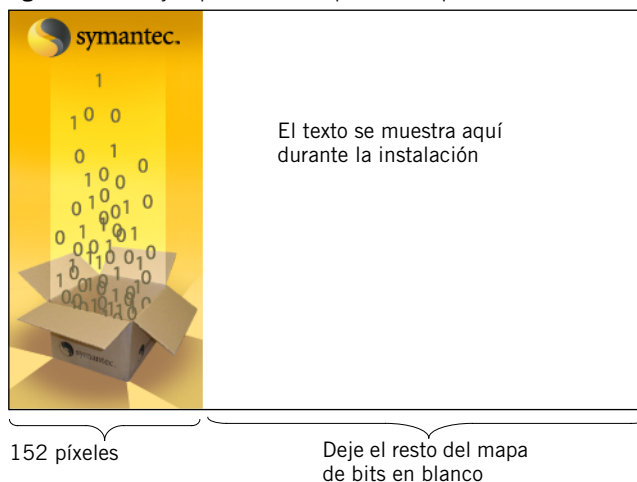 symantec.
El texto se muestra aquí
durante la instalación
symantec.
152 píxeles
Deje el resto del mapa
de bits en blanco